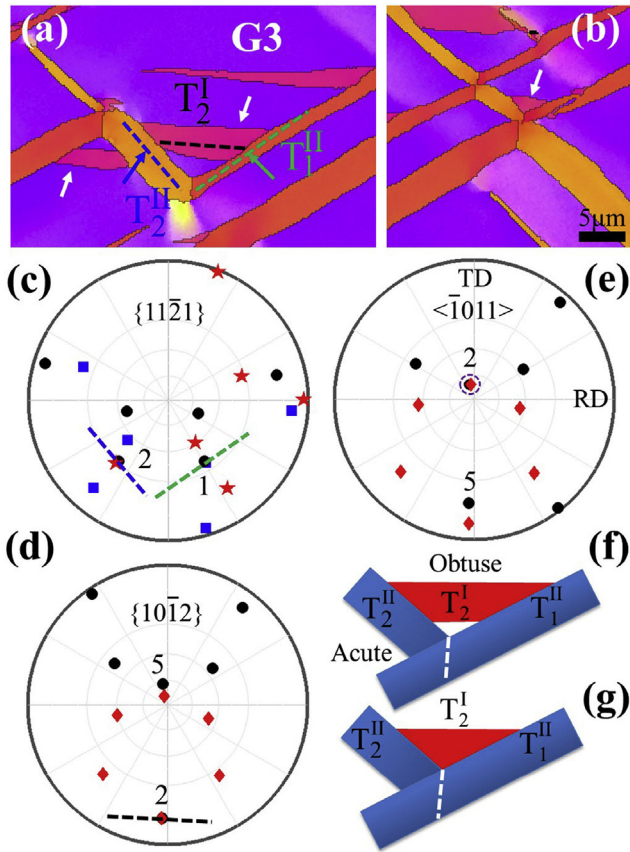 (a)
G3
T₂ᴵ
T₂ᴵᴵ
T₁ᴵᴵ
(b)
5μm
(c)
{112̄1}
2
1
(e)
TD
<1̄011>
2
RD
5
(d)
{101̄2}
5
2
(f)
Obtuse
T₂ᴵᴵ
T₂ᴵ
T₁ᴵᴵ
Acute
(g)
T₂ᴵ
T₂ᴵᴵ
T₁ᴵᴵ